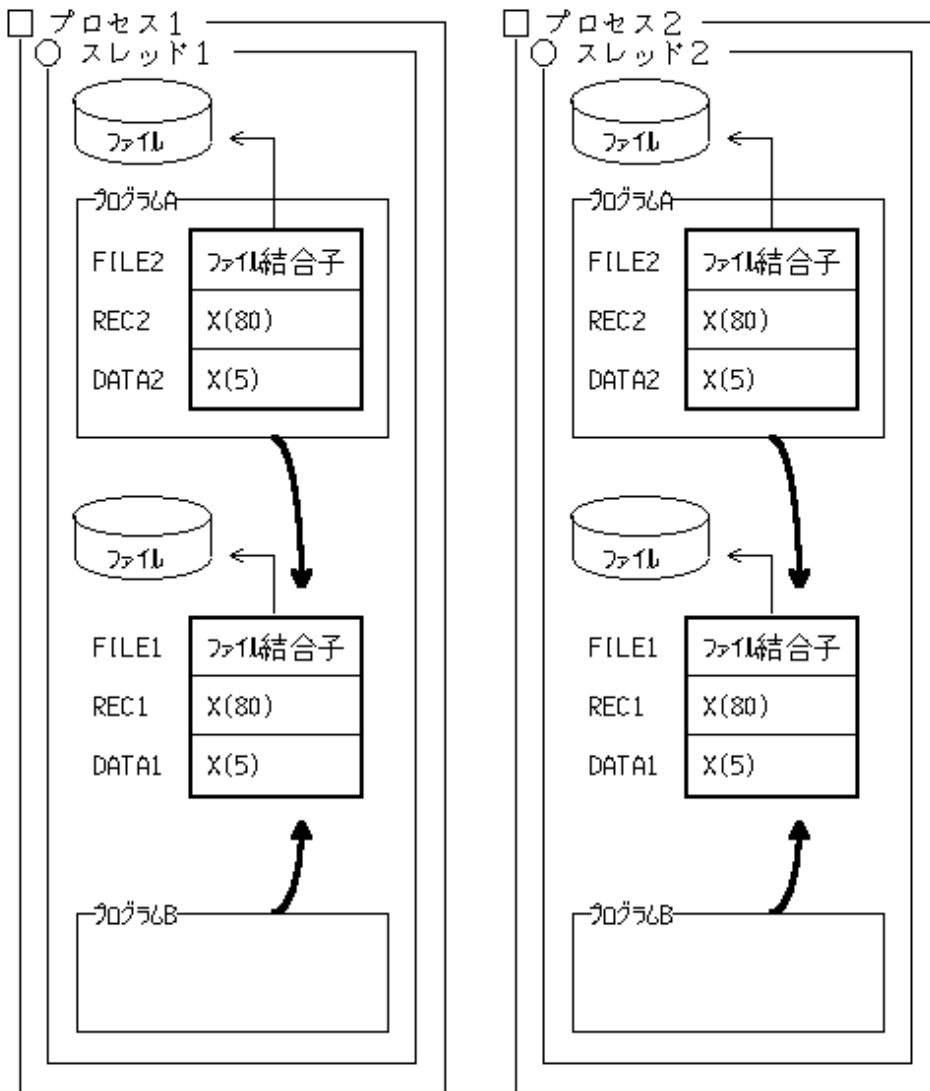 プロセス1
スレッド1
ファイル
プログラムA
FILE2 ファイル結合子
REC2 X(80)
DATA2 X(5)
ファイル
FILE1 ファイル結合子
REC1 X(80)
DATA1 X(5)
プログラムB
プロセス2
スレッド2
ファイル
プログラムA
FILE2 ファイル結合子
REC2 X(80)
DATA2 X(5)
ファイル
FILE1 ファイル結合子
REC1 X(80)
DATA1 X(5)
プログラムB